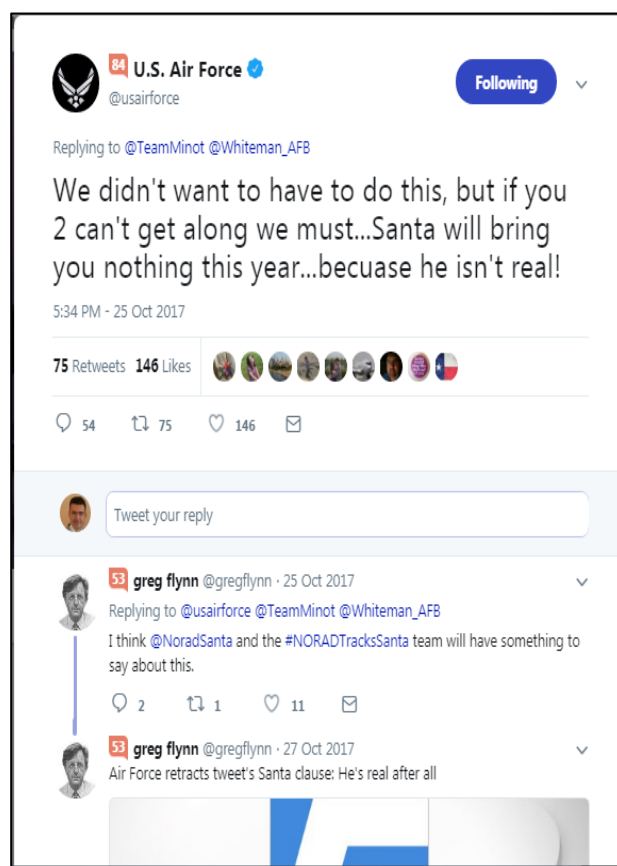 84 U.S. Air Force
@usairforce
Following
Replying to @TeamMinot @Whiteman_AFB
We didn't want to have to do this, but if you
2 can't get along we must...Santa will bring
you nothing this year...becuase he isn't real!
5:34 PM - 25 Oct 2017
75 Retweets 146 Likes
54 75 146
Tweet your reply
53 greg flynn @gregflynn · 25 Oct 2017
Replying to @usairforce @TeamMinot @Whiteman_AFB
I think @NoradSanta and the #NORADTracksSanta team will have something to
say about this.
2 1 11
53 greg flynn @gregflynn · 27 Oct 2017
Air Force retracts tweet's Santa clause: He's real after all